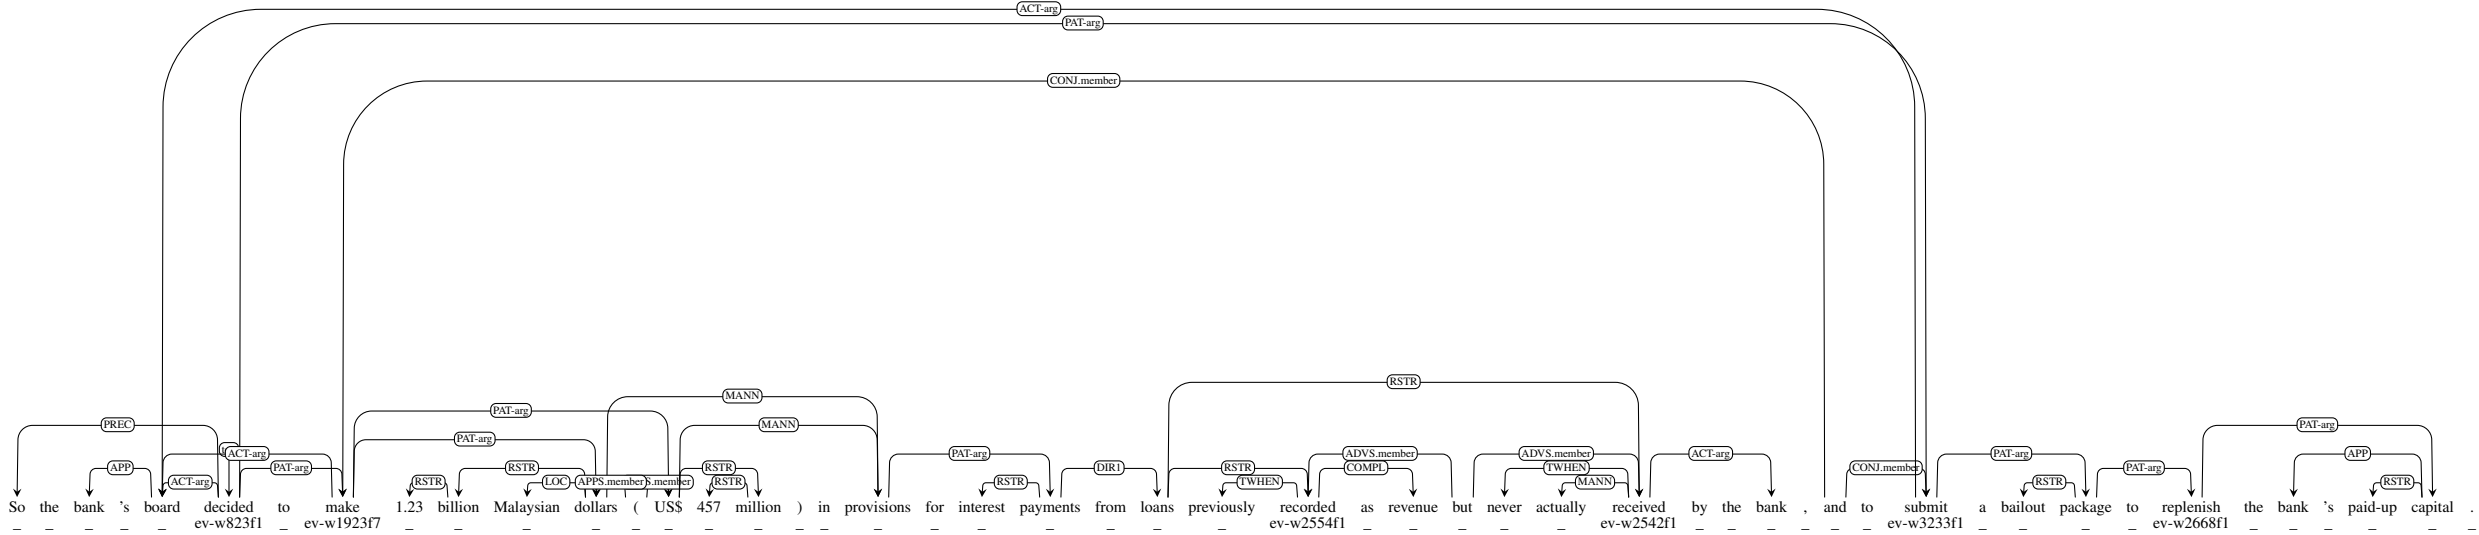 ACT-arg
PAT-arg
CONJ.member
RSTR
MANN
PAT-arg
PREC MANN PAT-arg
PAT-arg
ACT-arg PAT-arg ADVS.member ADVS.member ACT-arg PAT-arg APP
APP PAT-arg RSTR RSTR DIR1 RSTR COMPL TWHEN CONJ.member PAT-arg
ACT-arg RSTR LOC APPS.member S.member RSTR RSTR TWHEN MANN RSTR RSTR
So the bank 's board decided to make 1.23 billion Malaysian dollars ( US$ 457 million ) in provisions for interest payments from loans previously recorded as revenue but never actually received by the bank , and to submit a bailout package to replenish the bank 's paid-up capital .
_ _ _ _ _ ev-w823f1 _ ev-w1923f7 _ _ _ _ _ _ _ _ _ _ _ _ _ _ _ _ _ ev-w2554f1 _ _ _ _ _ ev-w2542f1 _ _ _ _ _ _ ev-w3233f1 _ _ _ _ ev-w2668f1 _ _ _ _ _ _